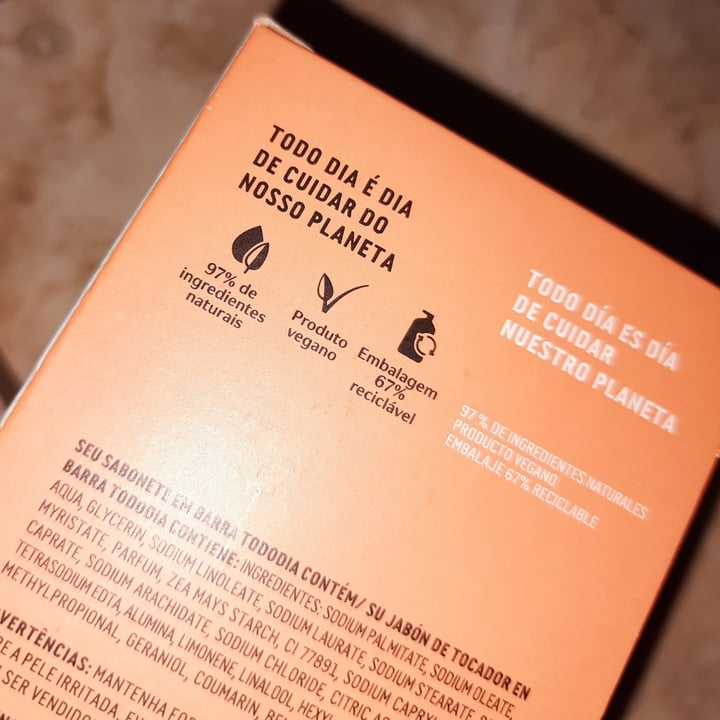 TODO DIA É DIA
DE CUIDAR DO
NOSSO PLANETA
97% de
ingredientes
naturais
Produto
vegano
Embalagem
67%
reciclável
TODO DÍA ES DÍA
DE CUIDAR
NUESTRO PLANETA
97 % DE INGREDIENTES NATURALES
PRODUCTO VEGANO
EMBALAJE 67% RECICLABLE
SEU SABONETE EM BARRA TODODIA CONTÉM/ SU JABÓN DE TOCADOR EN
BARRA TODODIA CONTIENE: INGREDIENTES: SODIUM PALMITATE, SODIUM OLEATE,
AQUA, GLYCERIN, SODIUM LINOLEATE, SODIUM LAURATE, SODIUM STEARATE,
MYRISTATE, PARFUM, ZEA MAYS STARCH, CI 77891, SODIUM
CAPRATE, SODIUM ARACHIDATE, SODIUM CHLORIDE, CITRIC
TETRASODIUM EDTA, ALUMINA, LIMONENE, LINALOOL,
METHYLPROPIONAL, GERANIOL, COUMARIN,
MANTENHA
A PELE IRRITADA,
SER